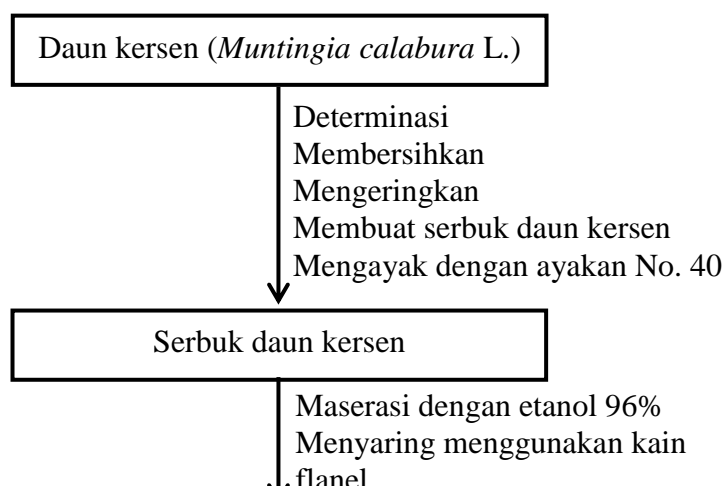 Daun kersen (Muntingia calabura L.)
Determinasi
Membersihkan
Mengeringkan
Membuat serbuk daun kersen
Mengayak dengan ayakan No. 40
Serbuk daun kersen
Maserasi dengan etanol 96%
Menyaring menggunakan kain
flanel